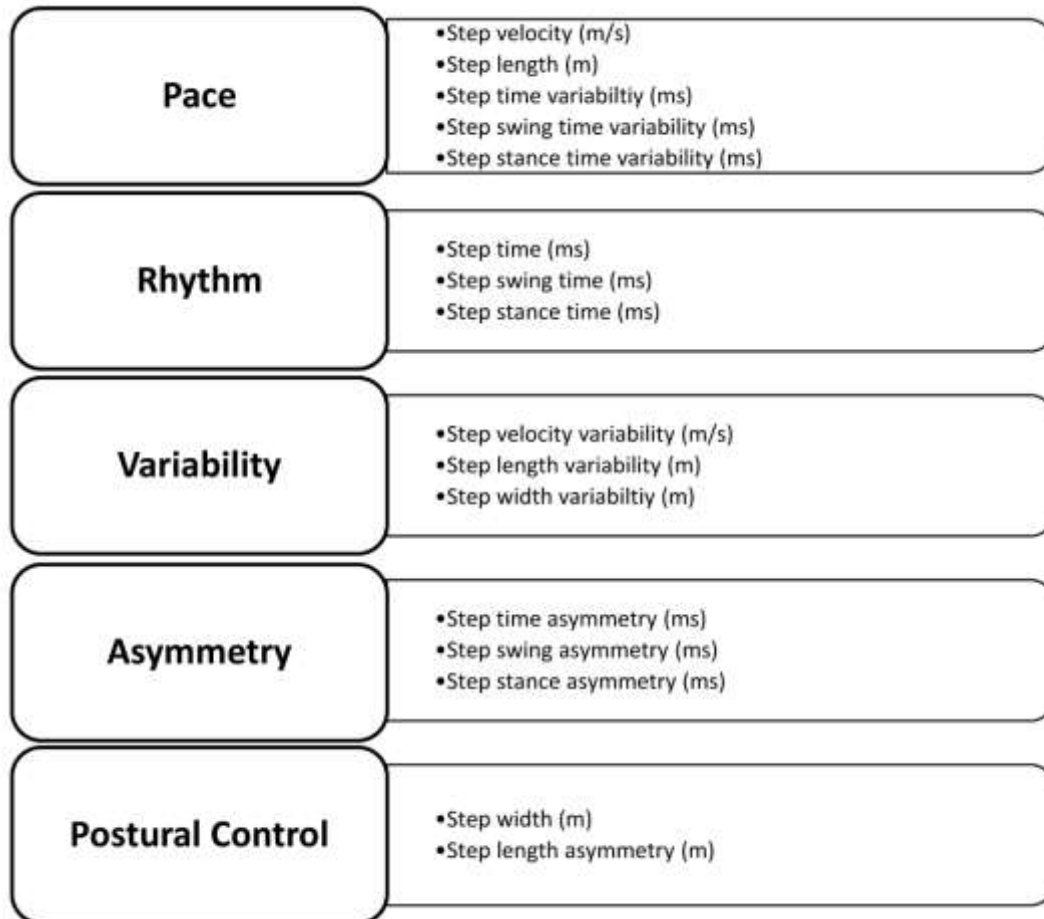 Pace
•Step velocity (m/s)
•Step length (m)
•Step time variabiltiy (ms)
•Step swing time variability (ms)
•Step stance time variability (ms)
Rhythm
•Step time (ms)
•Step swing time (ms)
•Step stance time (ms)
Variability
•Step velocity variability (m/s)
•Step length variability (m)
•Step width variabiltiy (m)
Asymmetry
•Step time asymmetry (ms)
•Step swing asymmetry (ms)
•Step stance asymmetry (ms)
Postural Control
•Step width (m)
•Step length asymmetry (m)